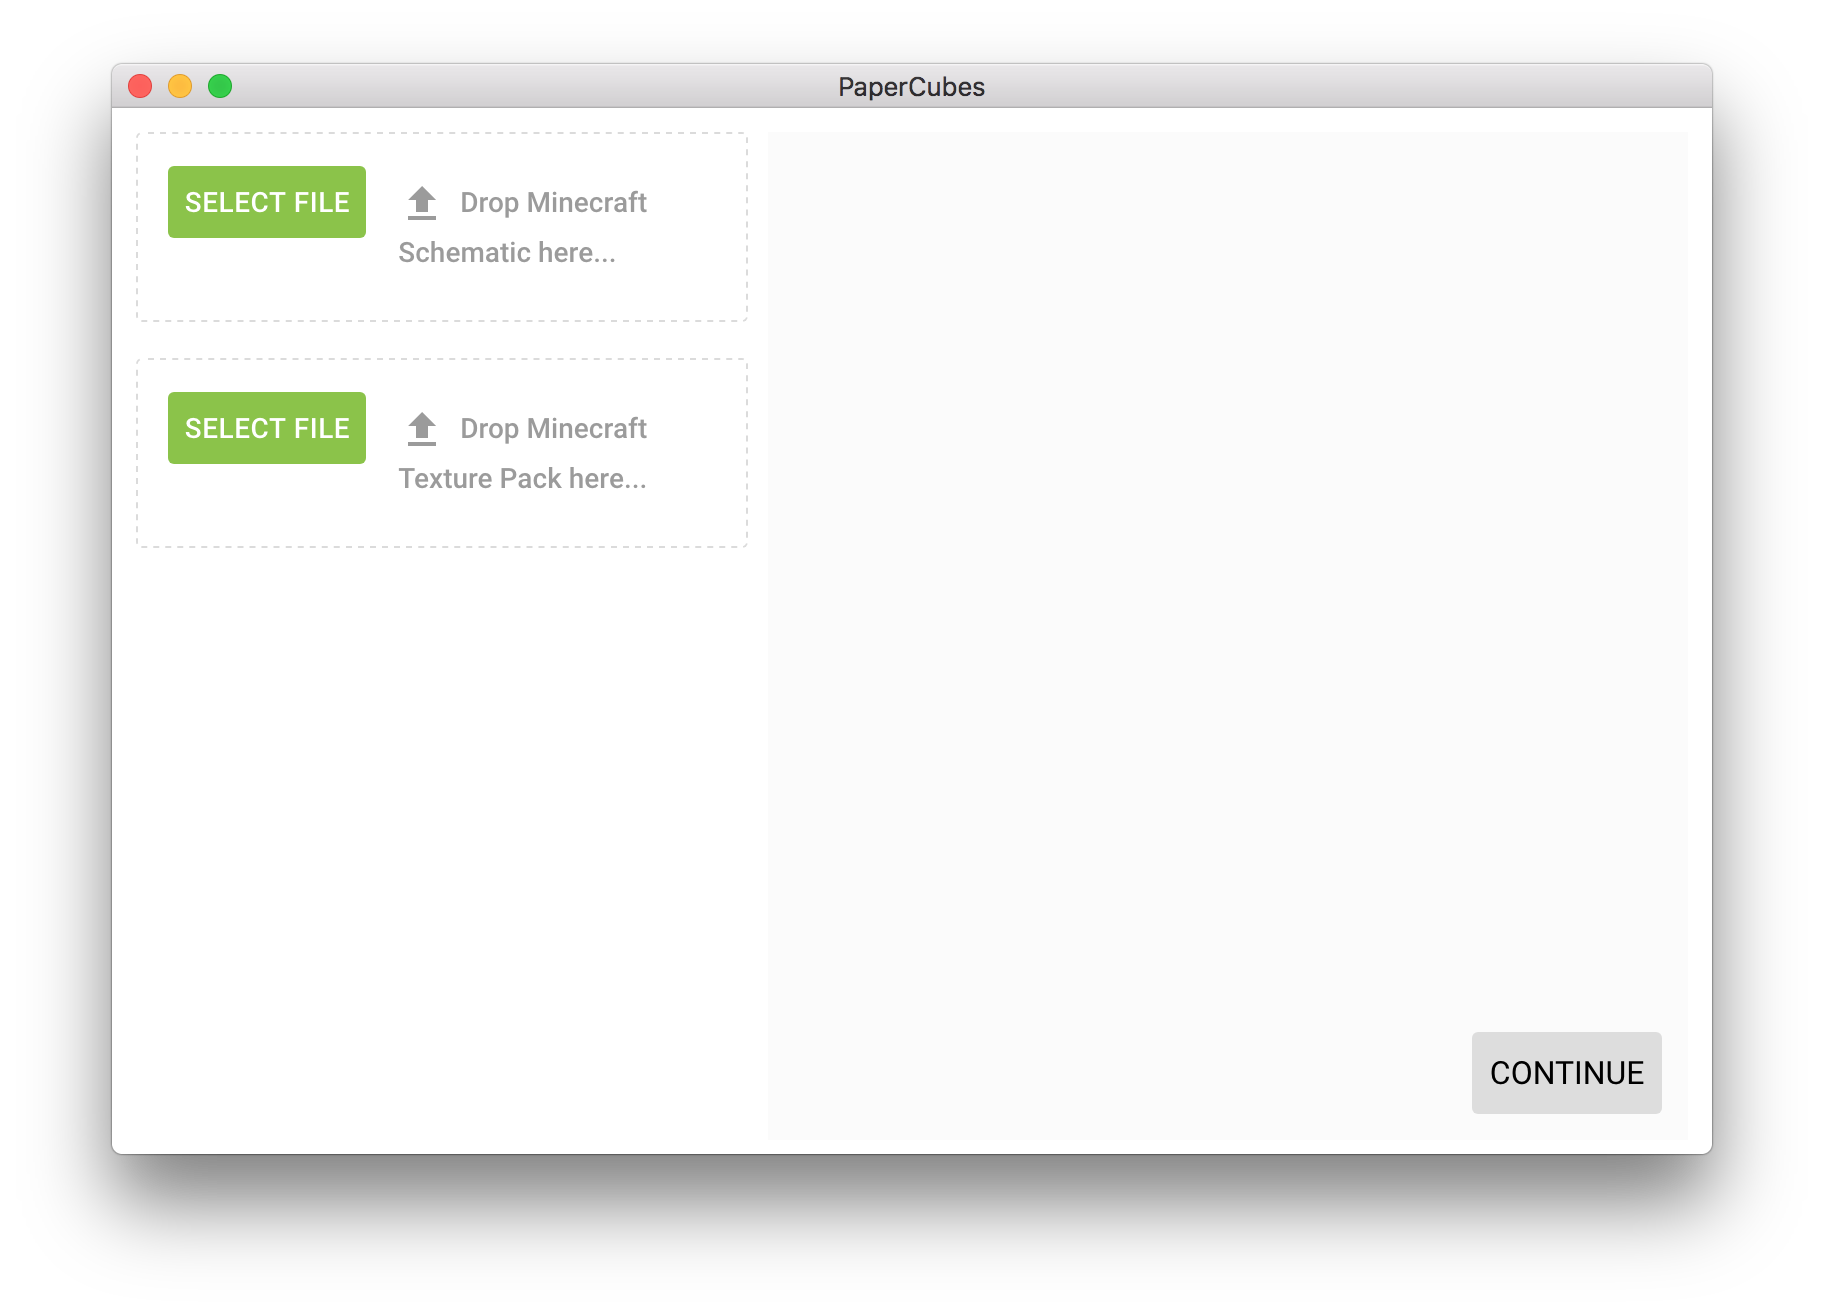 PaperCubes
SELECT FILE
Drop Minecraft
Schematic here...
SELECT FILE
Drop Minecraft
Texture Pack here...
CONTINUE